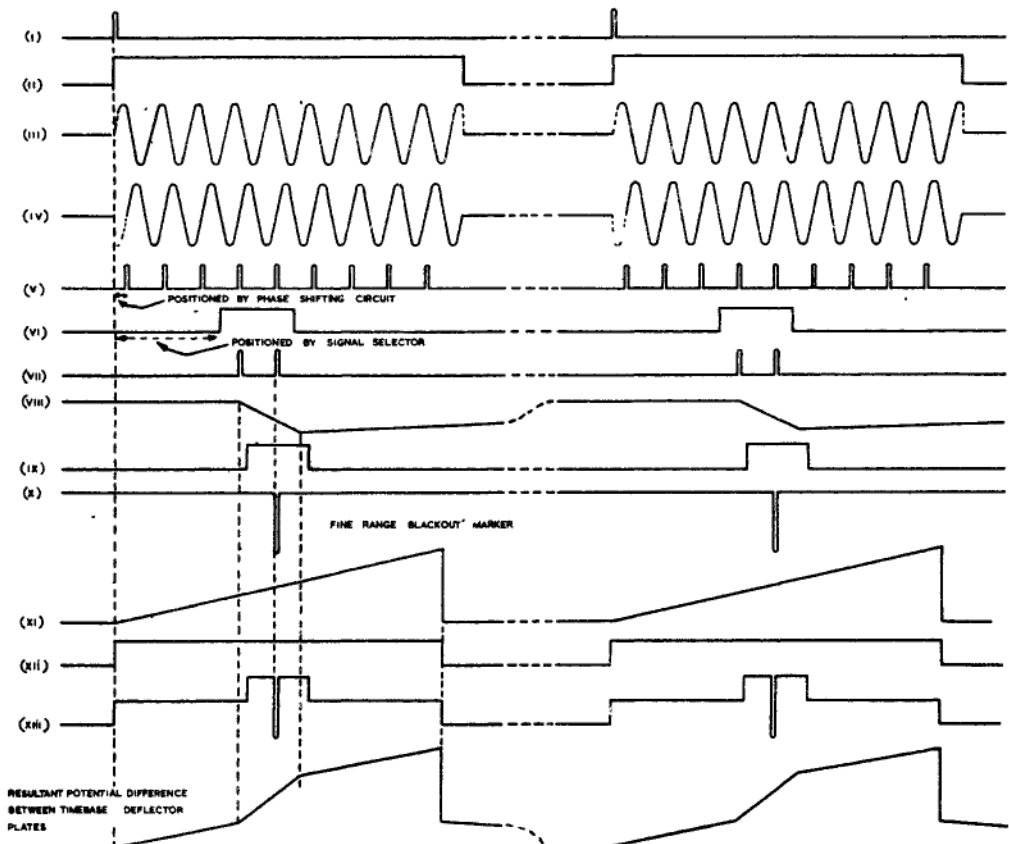 (I)
(II)
(III)
(IV)
(V)
POSITIONED BY PHASE SHIFTING CIRCUIT
(VI)
POSITIONED BY SIGNAL SELECTOR
(VII)
(VIII)
(IX)
(X)
FINE RANGE BLACKOUT' MARKER
(XI)
(XII)
(XIII)
RESULTANT POTENTIAL DIFFERENCE
BETWEEN TIMEBASE DEFLECTOR
PLATES